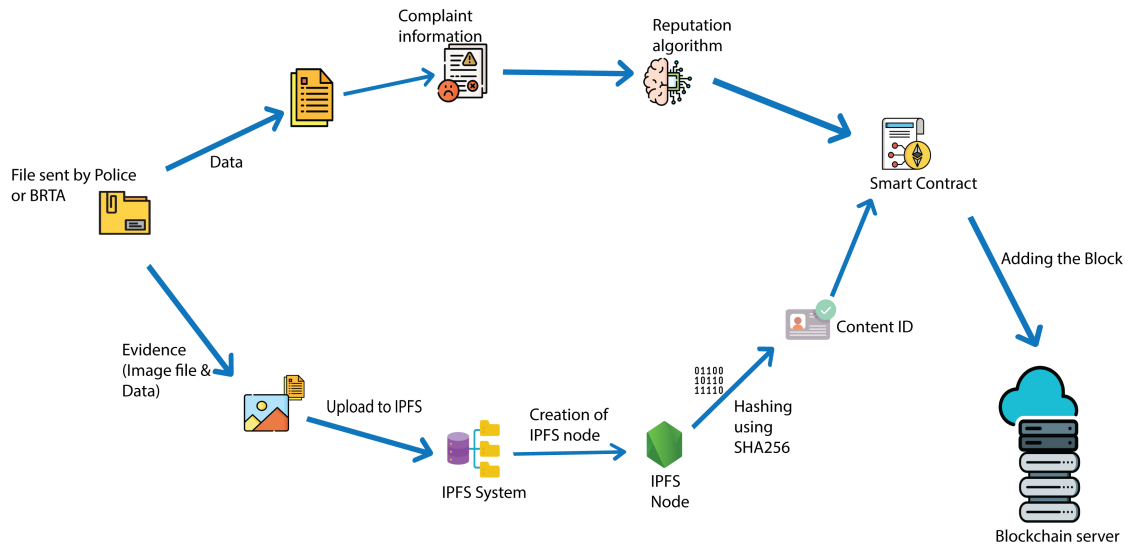 Complaint
information
Reputation
algorithm
Data
File sent by Police
or BRTA
Smart Contract
Adding the Block
Evidence
(Image file &
Data)
Upload to IPFS
IPFS System
Creation of
IPFS node
IPFS
Node
01100
10110
11110
Hashing
using
SHA256
Content ID
Blockchain server